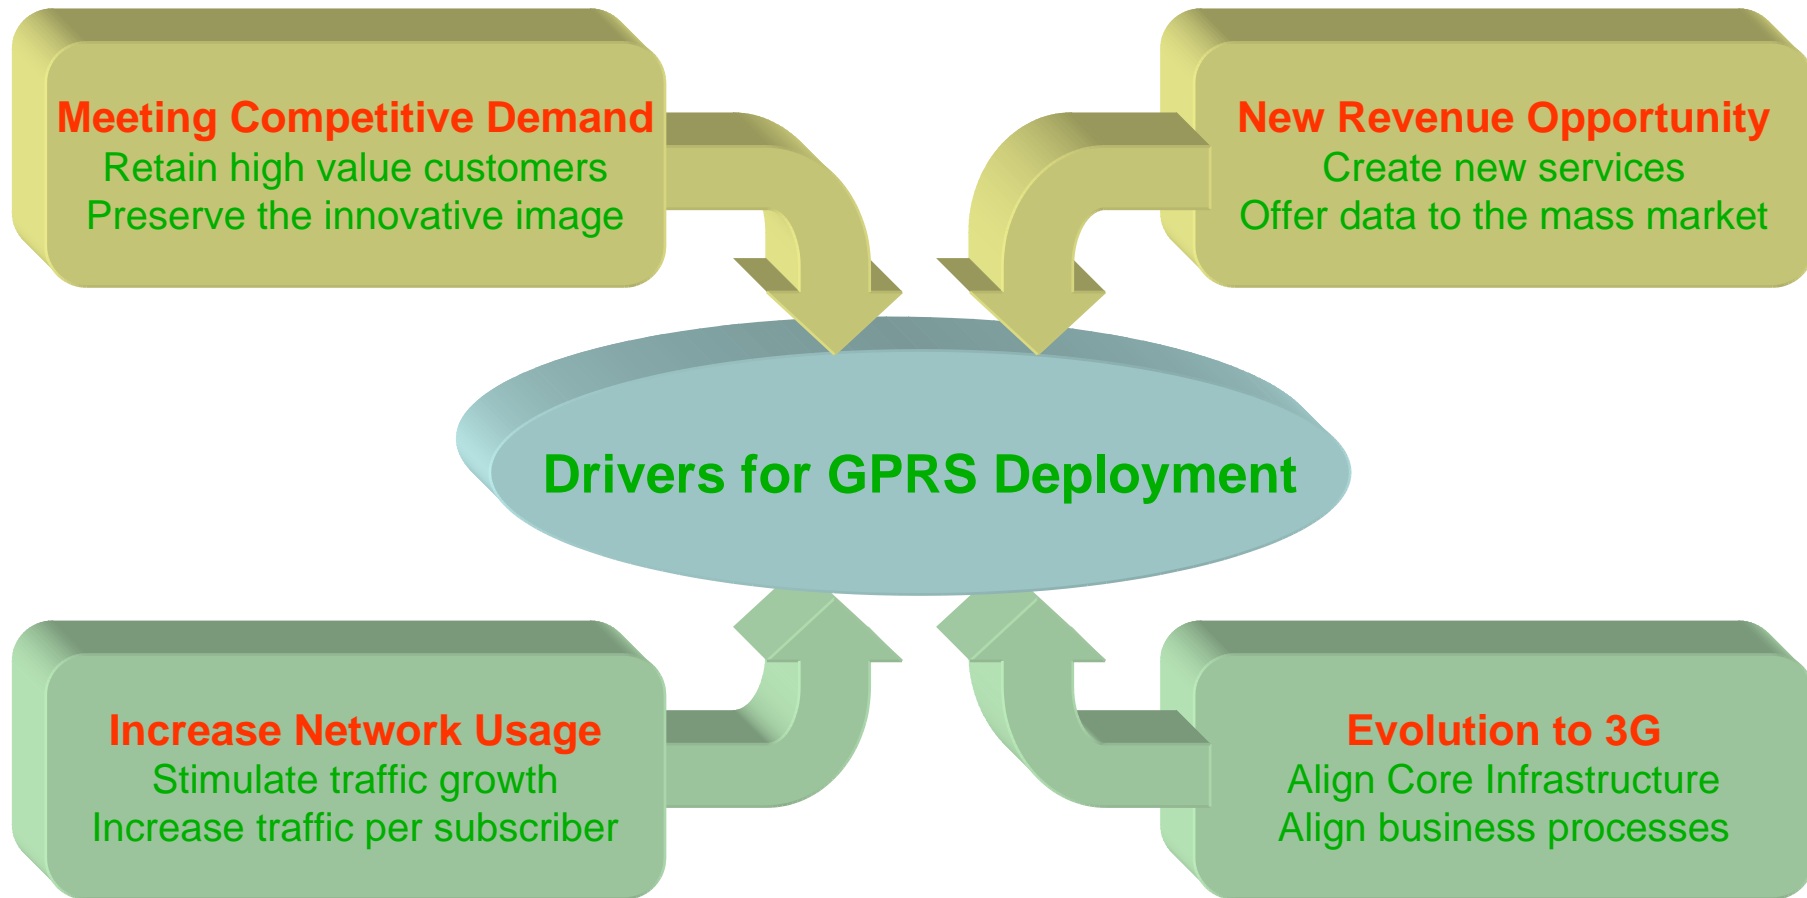 Meeting Competitive Demand
Retain high value customers
Preserve the innovative image
New Revenue Opportunity
Create new services
Offer data to the mass market
Drivers for GPRS Deployment
Increase Network Usage
Stimulate traffic growth
Increase traffic per subscriber
Evolution to 3G
Align Core Infrastructure
Align business processes